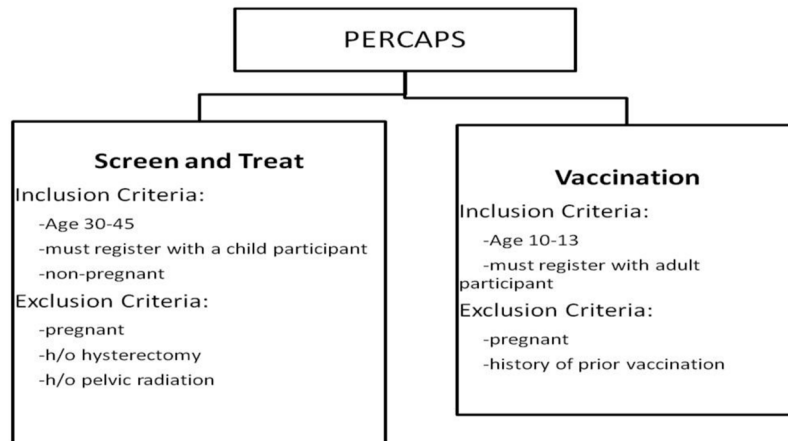 PERCAPS
Screen and Treat
Inclusion Criteria:
-Age 30-45
-must register with a child participant
-non-pregnant
Exclusion Criteria:
-pregnant
-h/o hysterectomy
-h/o pelvic radiation
Vaccination
Inclusion Criteria:
-Age 10-13
-must register with adult
participant
Exclusion Criteria:
-pregnant
-history of prior vaccination